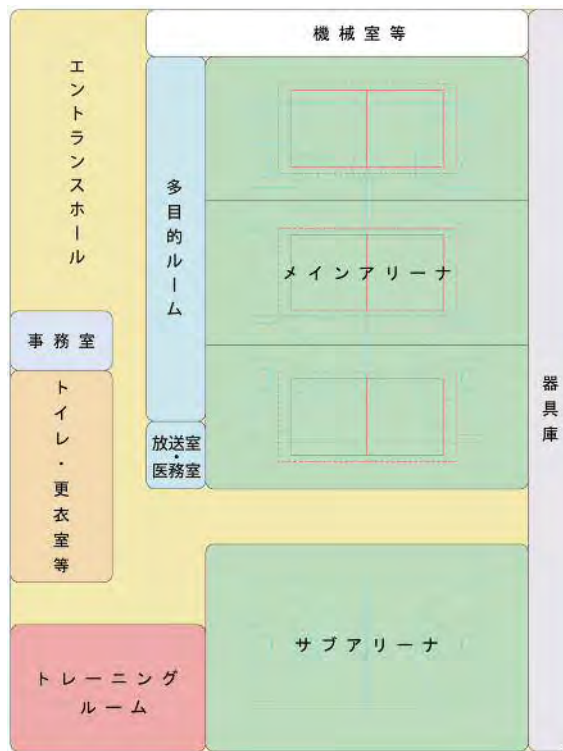 機械室等
エントランスホール
多目的ルーム
メインアリーナ
事務室
トイレ・更衣室等
放送室
・
医務室
器具庫
サブアリーナ
トレーニング
ルーム